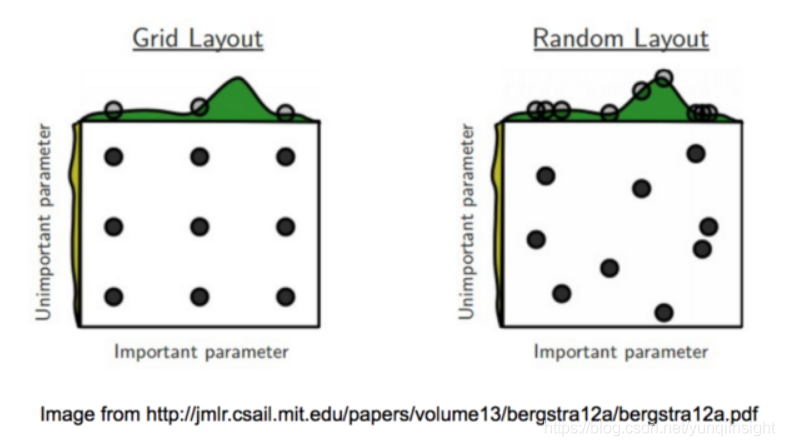 Grid Layout
Random Layout
Unimportant parameter
Important parameter
Unimportant parameter
Important parameter
Image from http://jmlr.csail.mit.edu/papers/volume13/bergstra12a/bergstra12a.pdf
https://blog.csdn.net/yunqiinsight